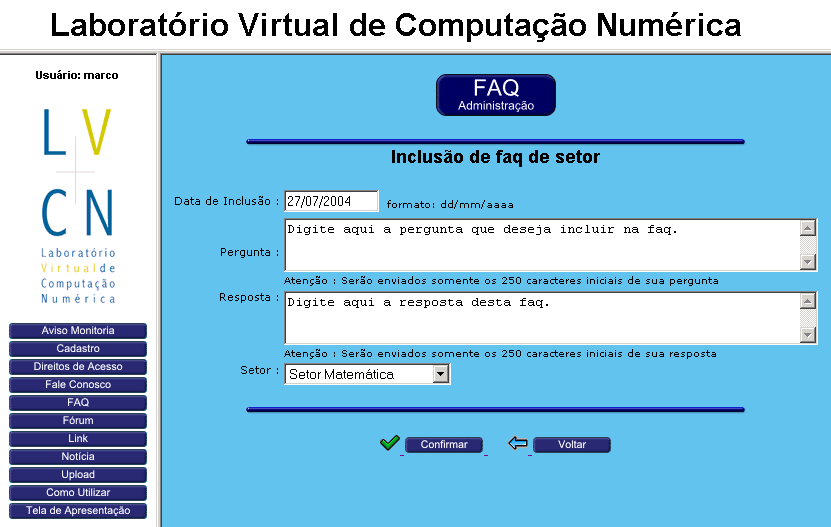 Laboratório Virtual de Computação Numérica
Usuário: marco
LV
CN
Laboratório
Virtual de
Computação
Numérica
Aviso Monitoria
Cadastro
Direitos de Acesso
Fale Conosco
FAQ
Fórum
Link
Notícia
Upload
Como Utilizar
Tela de Apresentação
FAQ
Administração
Inclusão de faq de setor
Data de Inclusão : 27/07/2004 formato: dd/mm/aaaa
Pergunta : Digite aqui a pergunta que deseja incluir na faq.
Atenção : Serão enviados somente os 250 caracteres iniciais de sua pergunta
Resposta : Digite aqui a resposta desta faq.
Atenção : Serão enviados somente os 250 caracteres iniciais de sua resposta
Setor : Setor Matemática
Confirmar Voltar